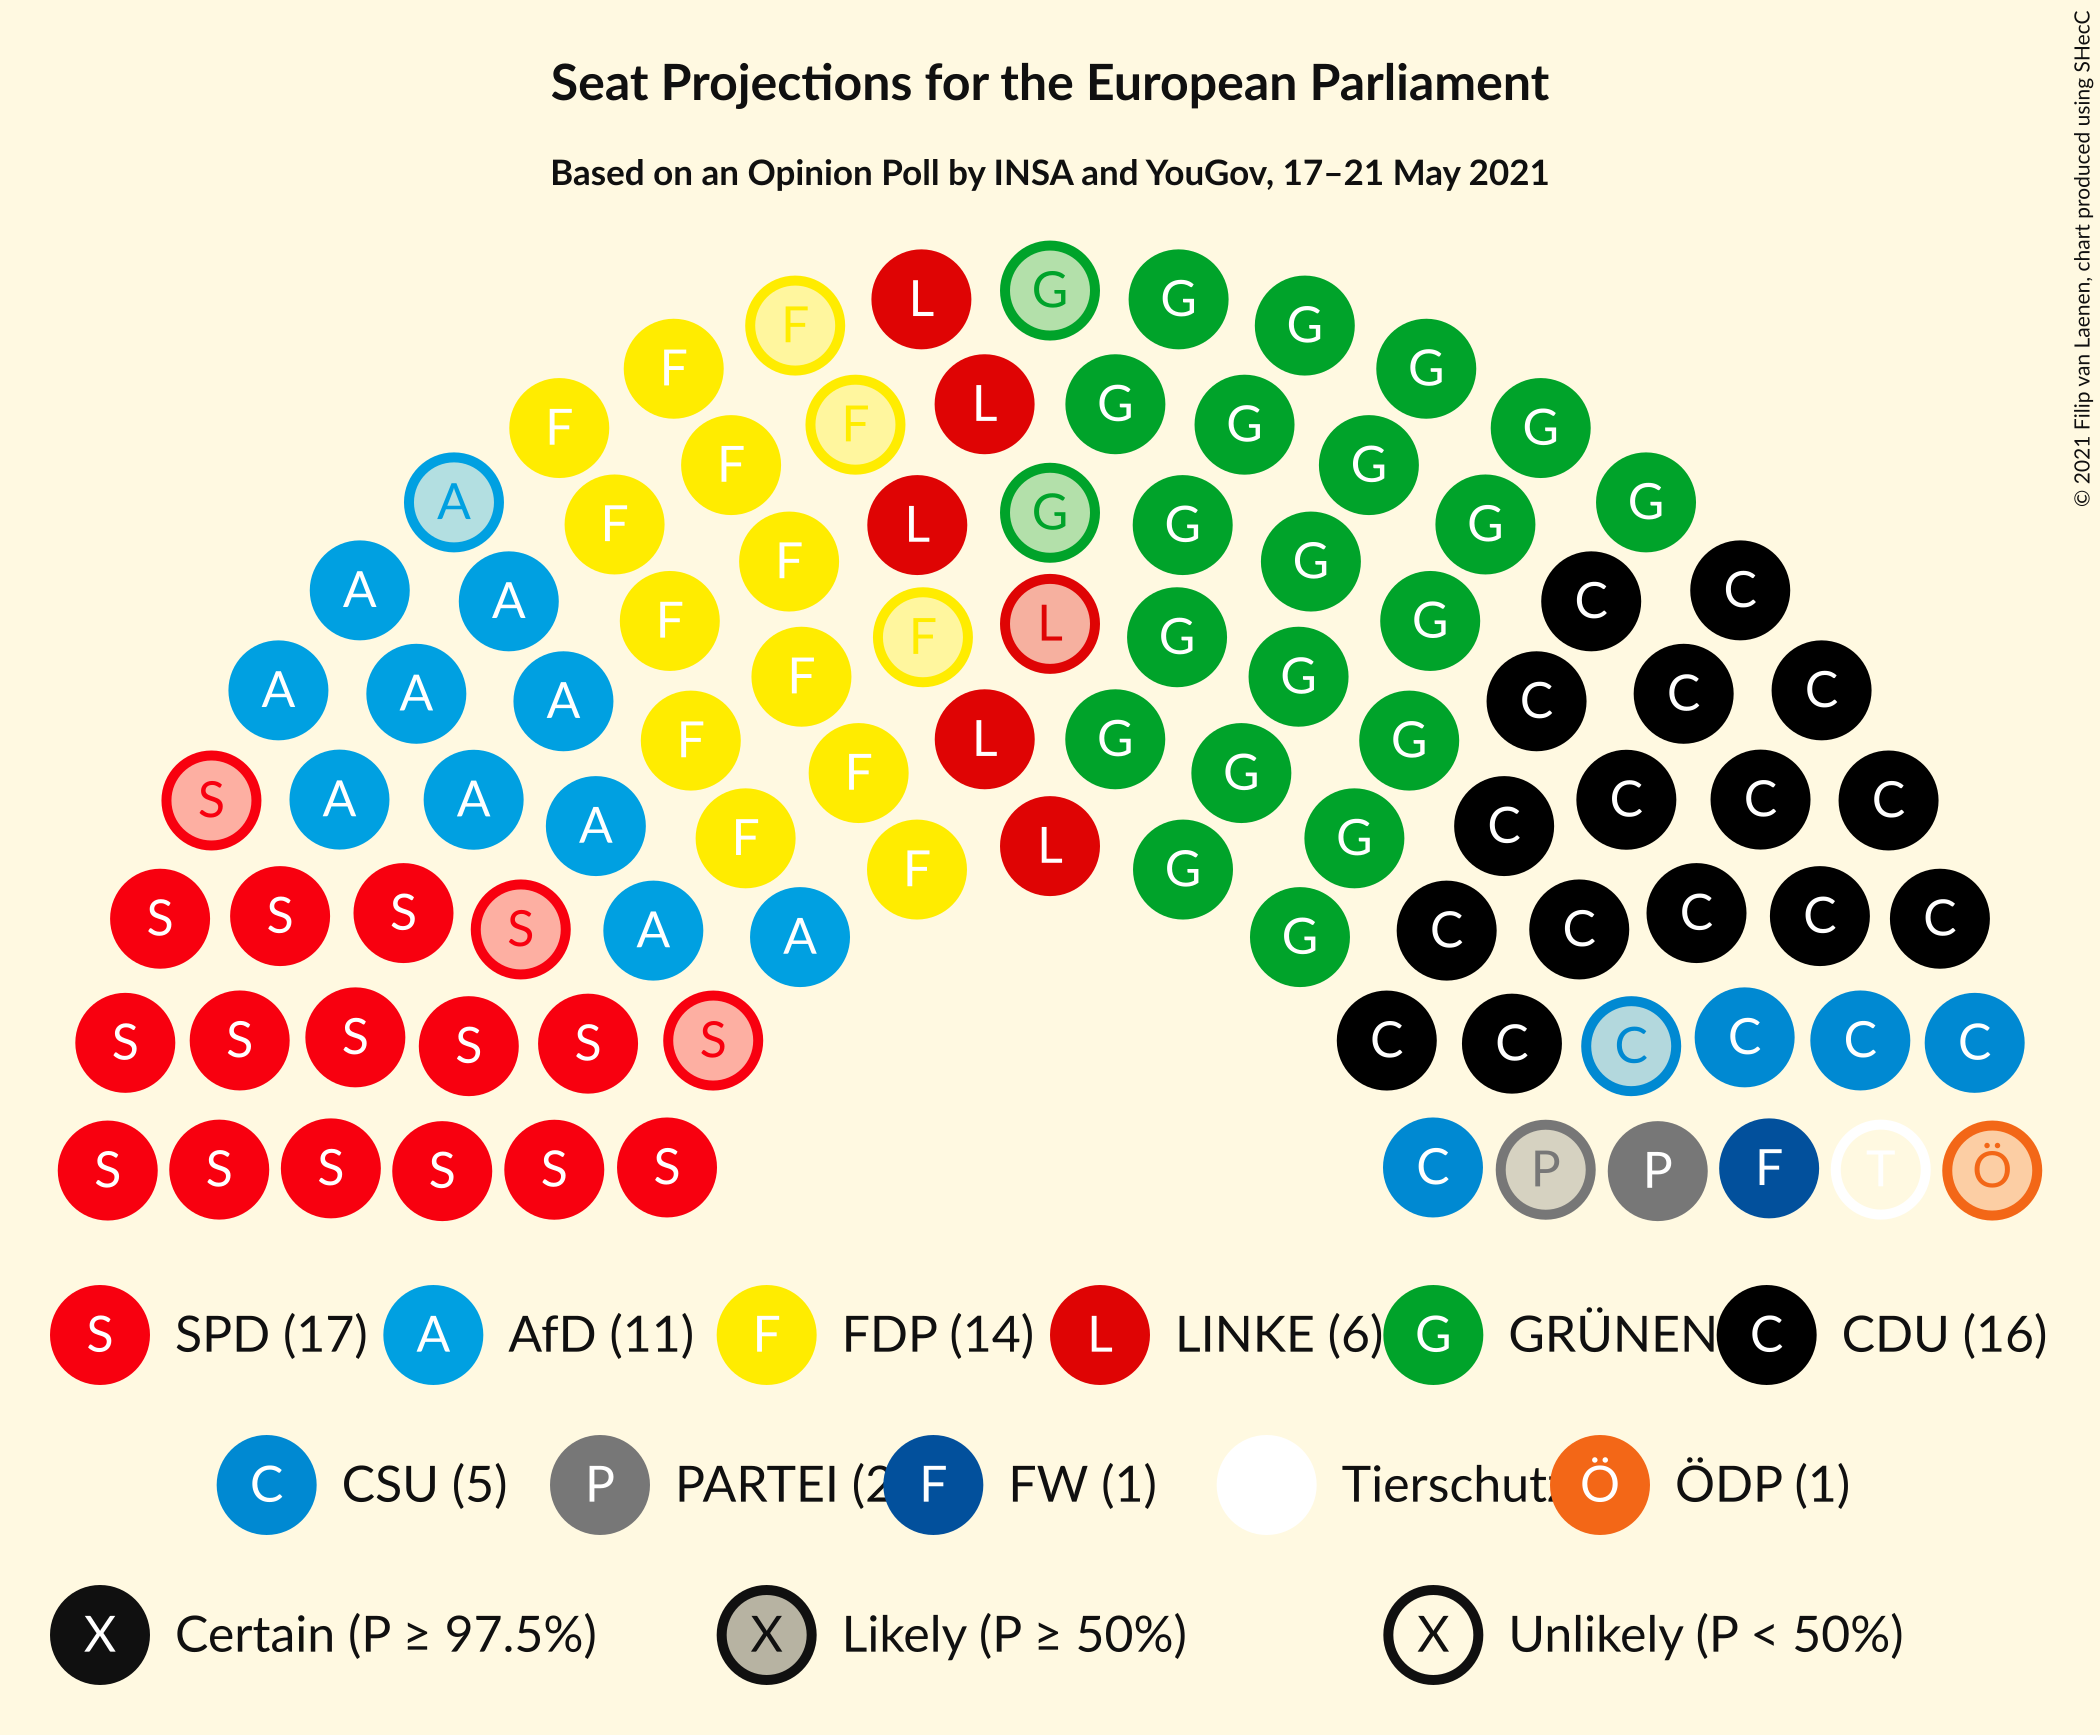 Seat Projections for the European Parliament
Based on an Opinion Poll by INSA and YouGov, 17–21 May 2021
© 2021 Filip van Laenen, chart produced using SHecC
F L G G G
F F L G G G
A F F L G G G G
F F F L G G G G
A A F F F L G G G C C
A A A F F L G G G C C C
S A A A F F L G G G C C C C
S S S S A A F G G C C C C C
S S S S S S C C C C C C
S S S S S S C P P F T Ö
S SPD (17) A AfD (11) F FDP (14) L LINKE (6) G GRÜNEN C CDU (16)
C CSU (5) P PARTEI (2 F FW (1) Tierschutz Ö ÖDP (1)
X Certain (P ≥ 97.5%) X Likely (P ≥ 50%) X Unlikely (P < 50%)